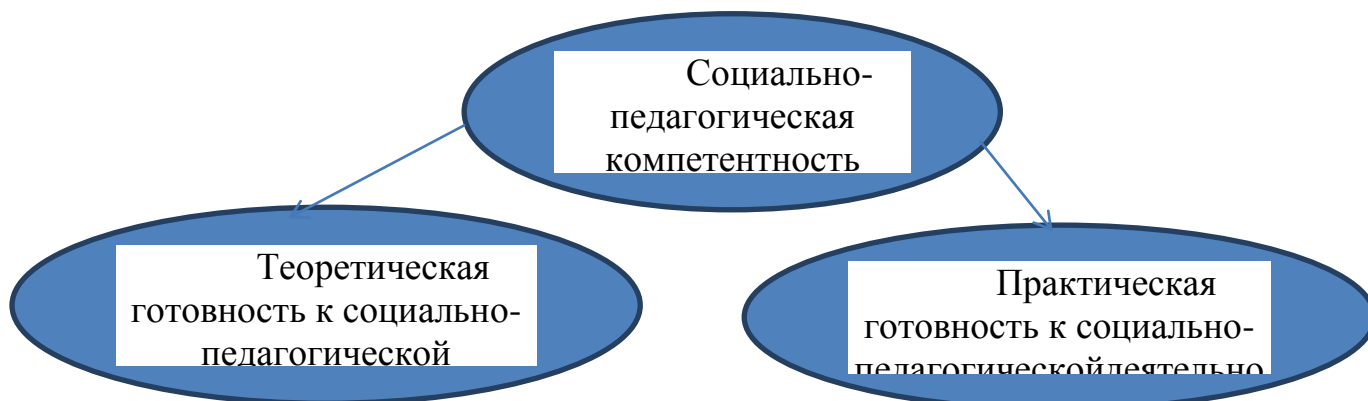 Социально-
педагогическая
компетентность
Теоретическая
готовность к социально-
педагогической
Практическая
готовность к социально-
педагогическойдеятельно